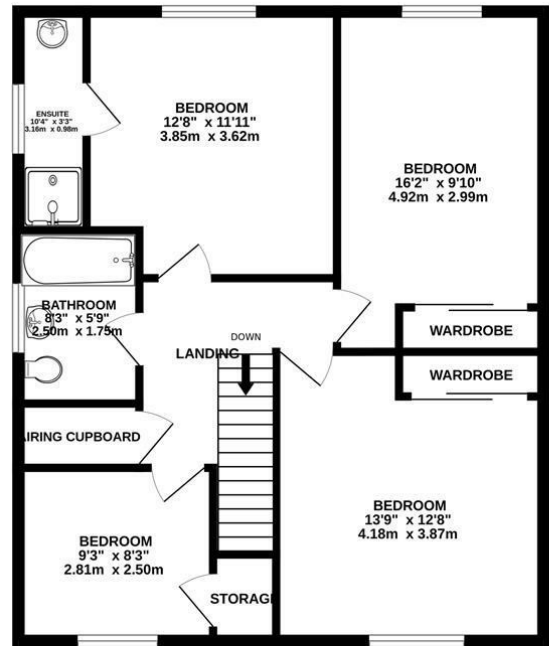 ENSUITE
10'4" x 3'3"
3.16m x 0.98m
BEDROOM
12'8" x 11'11"
3.85m x 3.62m
BEDROOM
16'2" x 9'10"
4.92m x 2.99m
BATHROOM
8'3" x 5'9"
2.50m x 1.75m
DOWN
LANDING
WARDROBE
WARDROBE
AIRING CUPBOARD
BEDROOM
9'3" x 8'3"
2.81m x 2.50m
STORAGE
BEDROOM
13'9" x 12'8"
4.18m x 3.87m